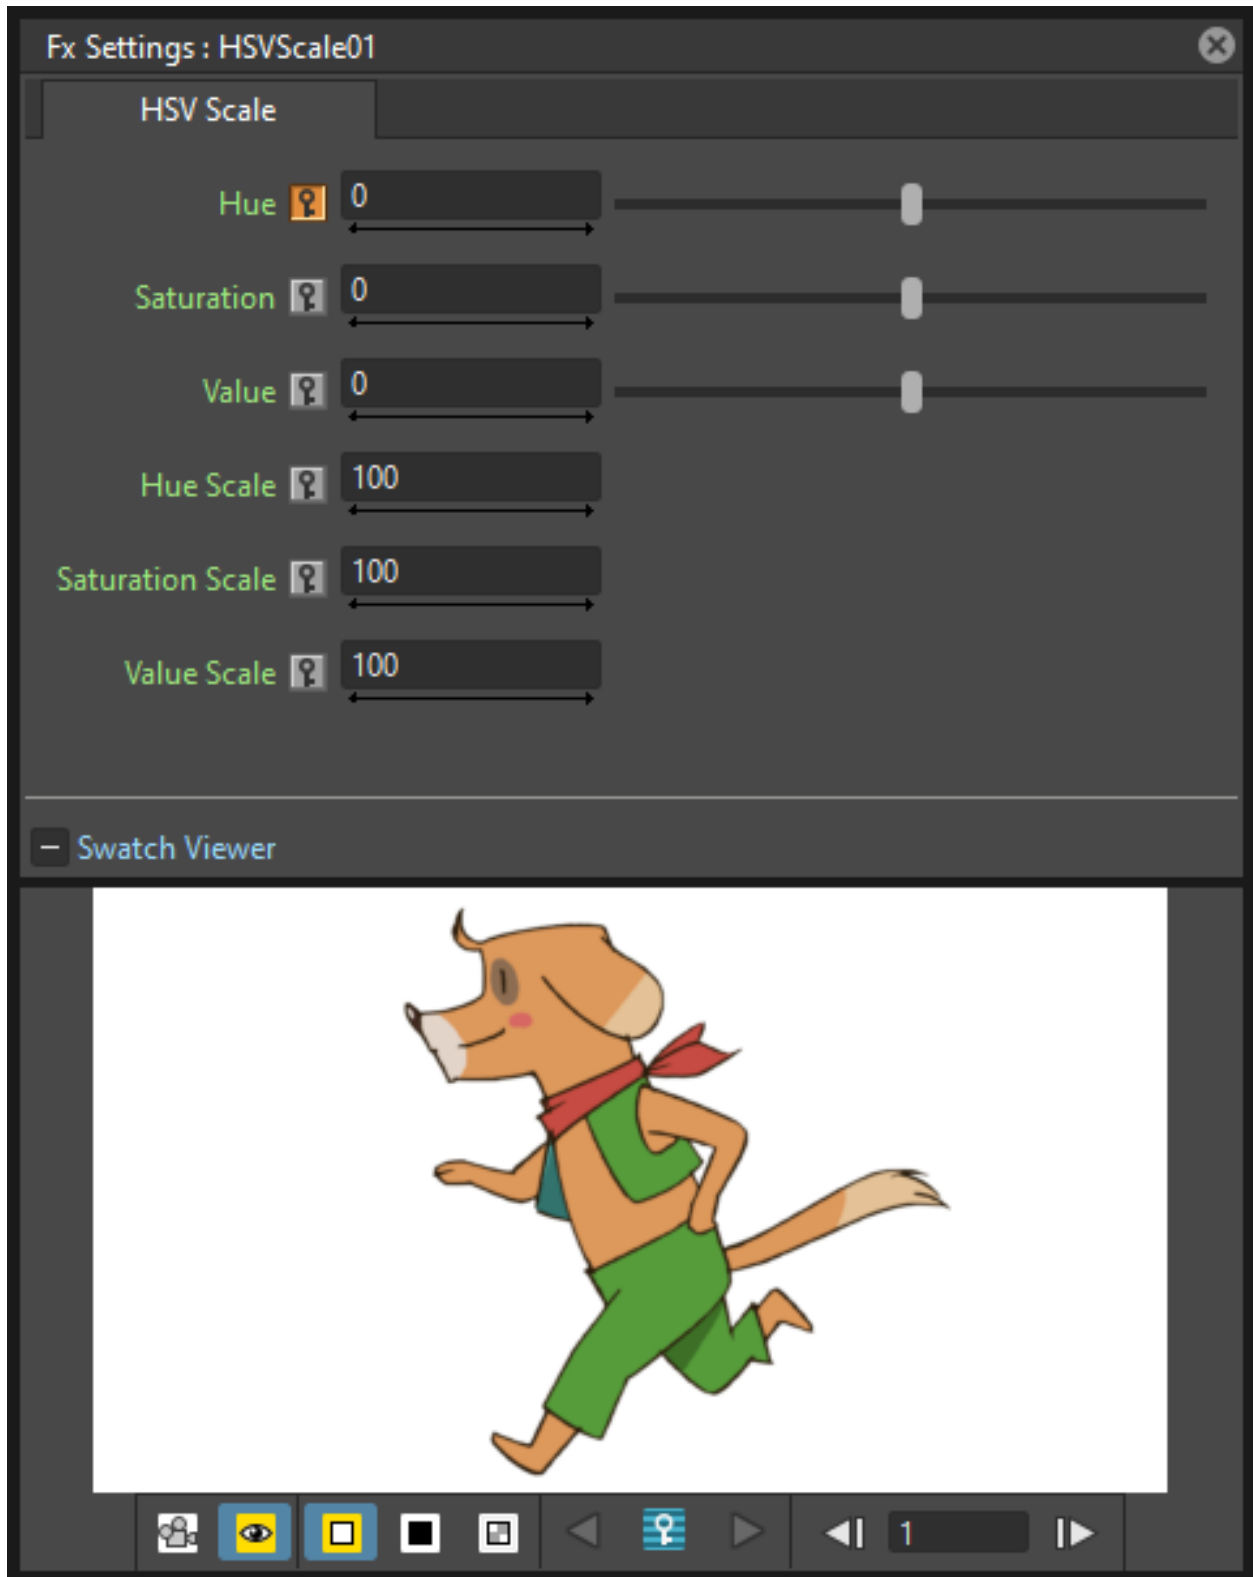 Fx Settings : HSVScale01
HSV Scale
Hue 0
Saturation 0
Value 0
Hue Scale 100
Saturation Scale 100
Value Scale 100
Swatch Viewer
1